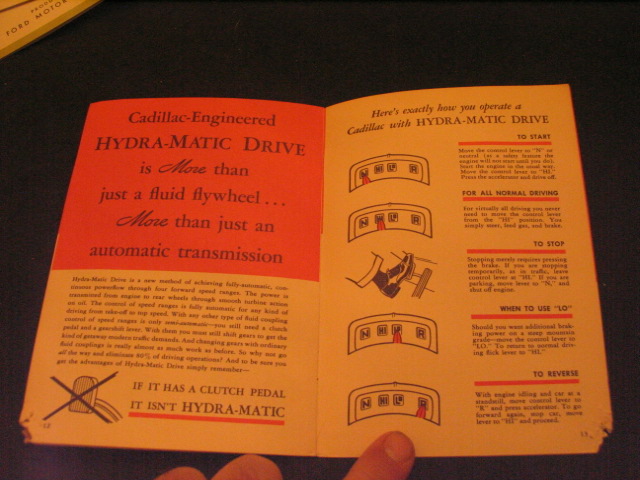 FORD MOTOR
Cadillac-Engineered
HYDRA-MATIC DRIVE
is More than
just a fluid flywheel...
More than just an
automatic transmission
Hydra-Matic Drive is a new method of achieving fully-automatic, con-
tinuous powerflow through four forward speed ranges. The power is
transmitted from engine to rear wheels through smooth turbine action
on oil. The control of speed ranges is fully automatic for any kind of
driving from take-off to top speed. With any other type of fluid coupling
control of speed ranges is only semi-automatic—you still need a clutch
pedal and a gearshift lever. With them you must still shift gears to get the
kind of getaway modern traffic demands. And changing gears with ordinary
fluid couplings is really almost as much work as before. So why not go
all the way and eliminate 80% of driving operations? And to be sure you
get the advantages of Hydra-Matic Drive simply remember—
IF IT HAS A CLUTCH PEDAL
IT ISN'T HYDRA-MATIC
12
Here's exactly how you operate a
Cadillac with HYDRA-MATIC DRIVE
TO START
Move the control lever to "N" or
neutral (as a safety feature the
engine will not start until you do).
Start the engine in the usual way.
Move the control lever to "HI."
Press the accelerator and drive off.
N HI LO R
FOR ALL NORMAL DRIVING
For virtually all driving you never
need to move the control lever
from the "HI" position. You
simply steer, feed gas, and brake.
N HI LO R
TO STOP
Stopping merely requires pressing
the brake. If you are stopping
temporarily, as in traffic, leave
control lever at "HI." If you are
parking, move lever to "N," and
shut off engine.
WHEN TO USE "LO"
Should you want additional brak-
ing power on a steep mountain
grade—move the control lever to
"LO." To return to normal driv-
ing flick lever to "HI."
N HI LO R
TO REVERSE
With engine idling and car at a
standstill, move control lever to
"R" and press accelerator. To go
forward again, stop car, move
lever to "HI" and proceed.
N HI LO R
13